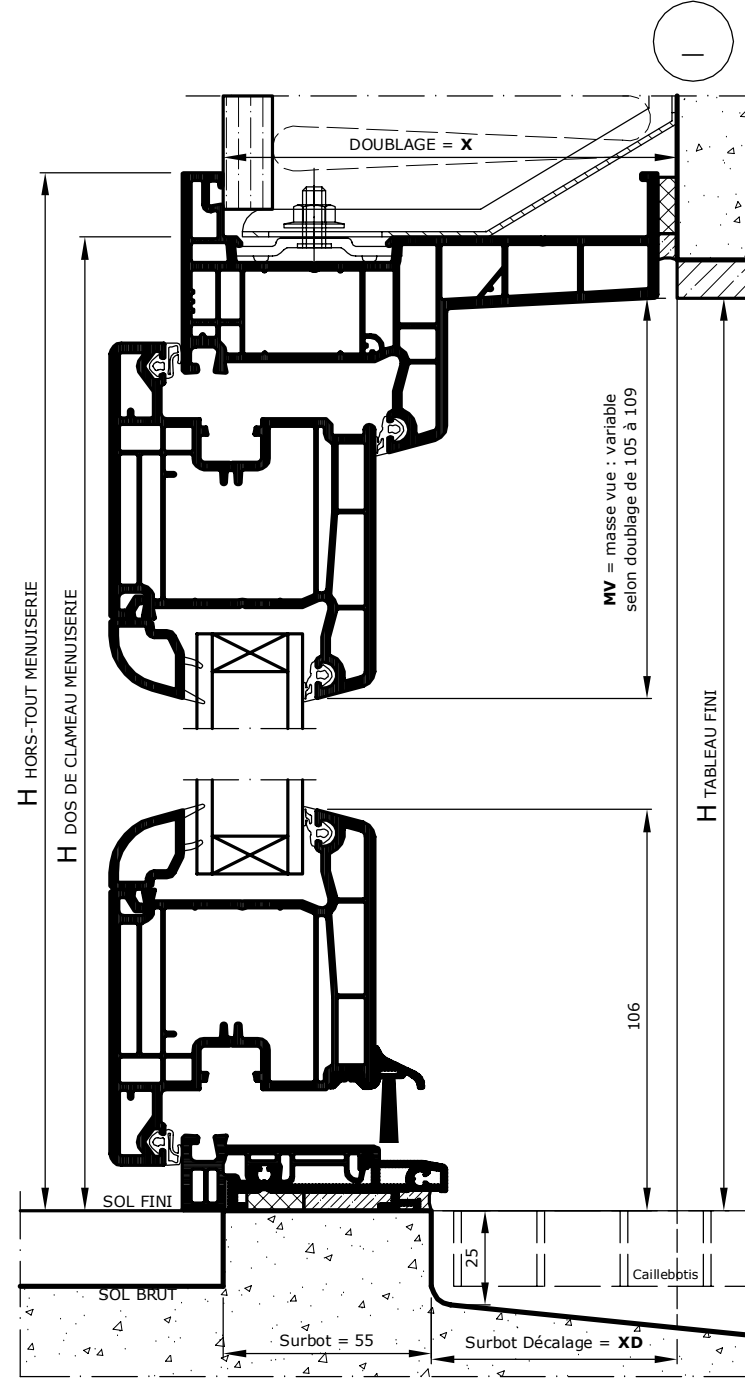 DOUBLAGE = X
MV = masse vue : variable
selon doublage de 105 à 109
H HORS-TOUT MENUISERIE
H DOS DE CLAMEAU MENUISERIE
H TABLEAU FINI
106
SOL FINI
25
Caillebotis
SOL BRUT
Surbot = 55
Surbot Décalage = XD